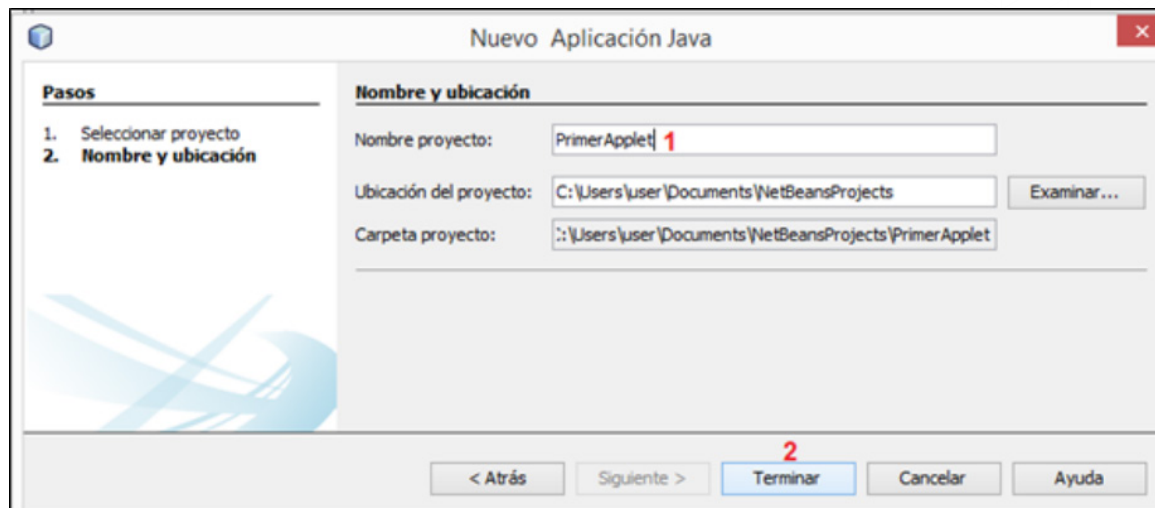 Nuevo Aplicación Java
Pasos
1. Seleccionar proyecto
2. Nombre y ubicación
Nombre y ubicación
Nombre proyecto: PrimerApplet 1
Ubicación del proyecto: C:\Users\user\Documents\NetBeansProjects Examinar...
Carpeta proyecto: :\Users\user\Documents\NetBeansProjects\PrimerApplet
2
< Atrás Siguiente > Terminar Cancelar Ayuda